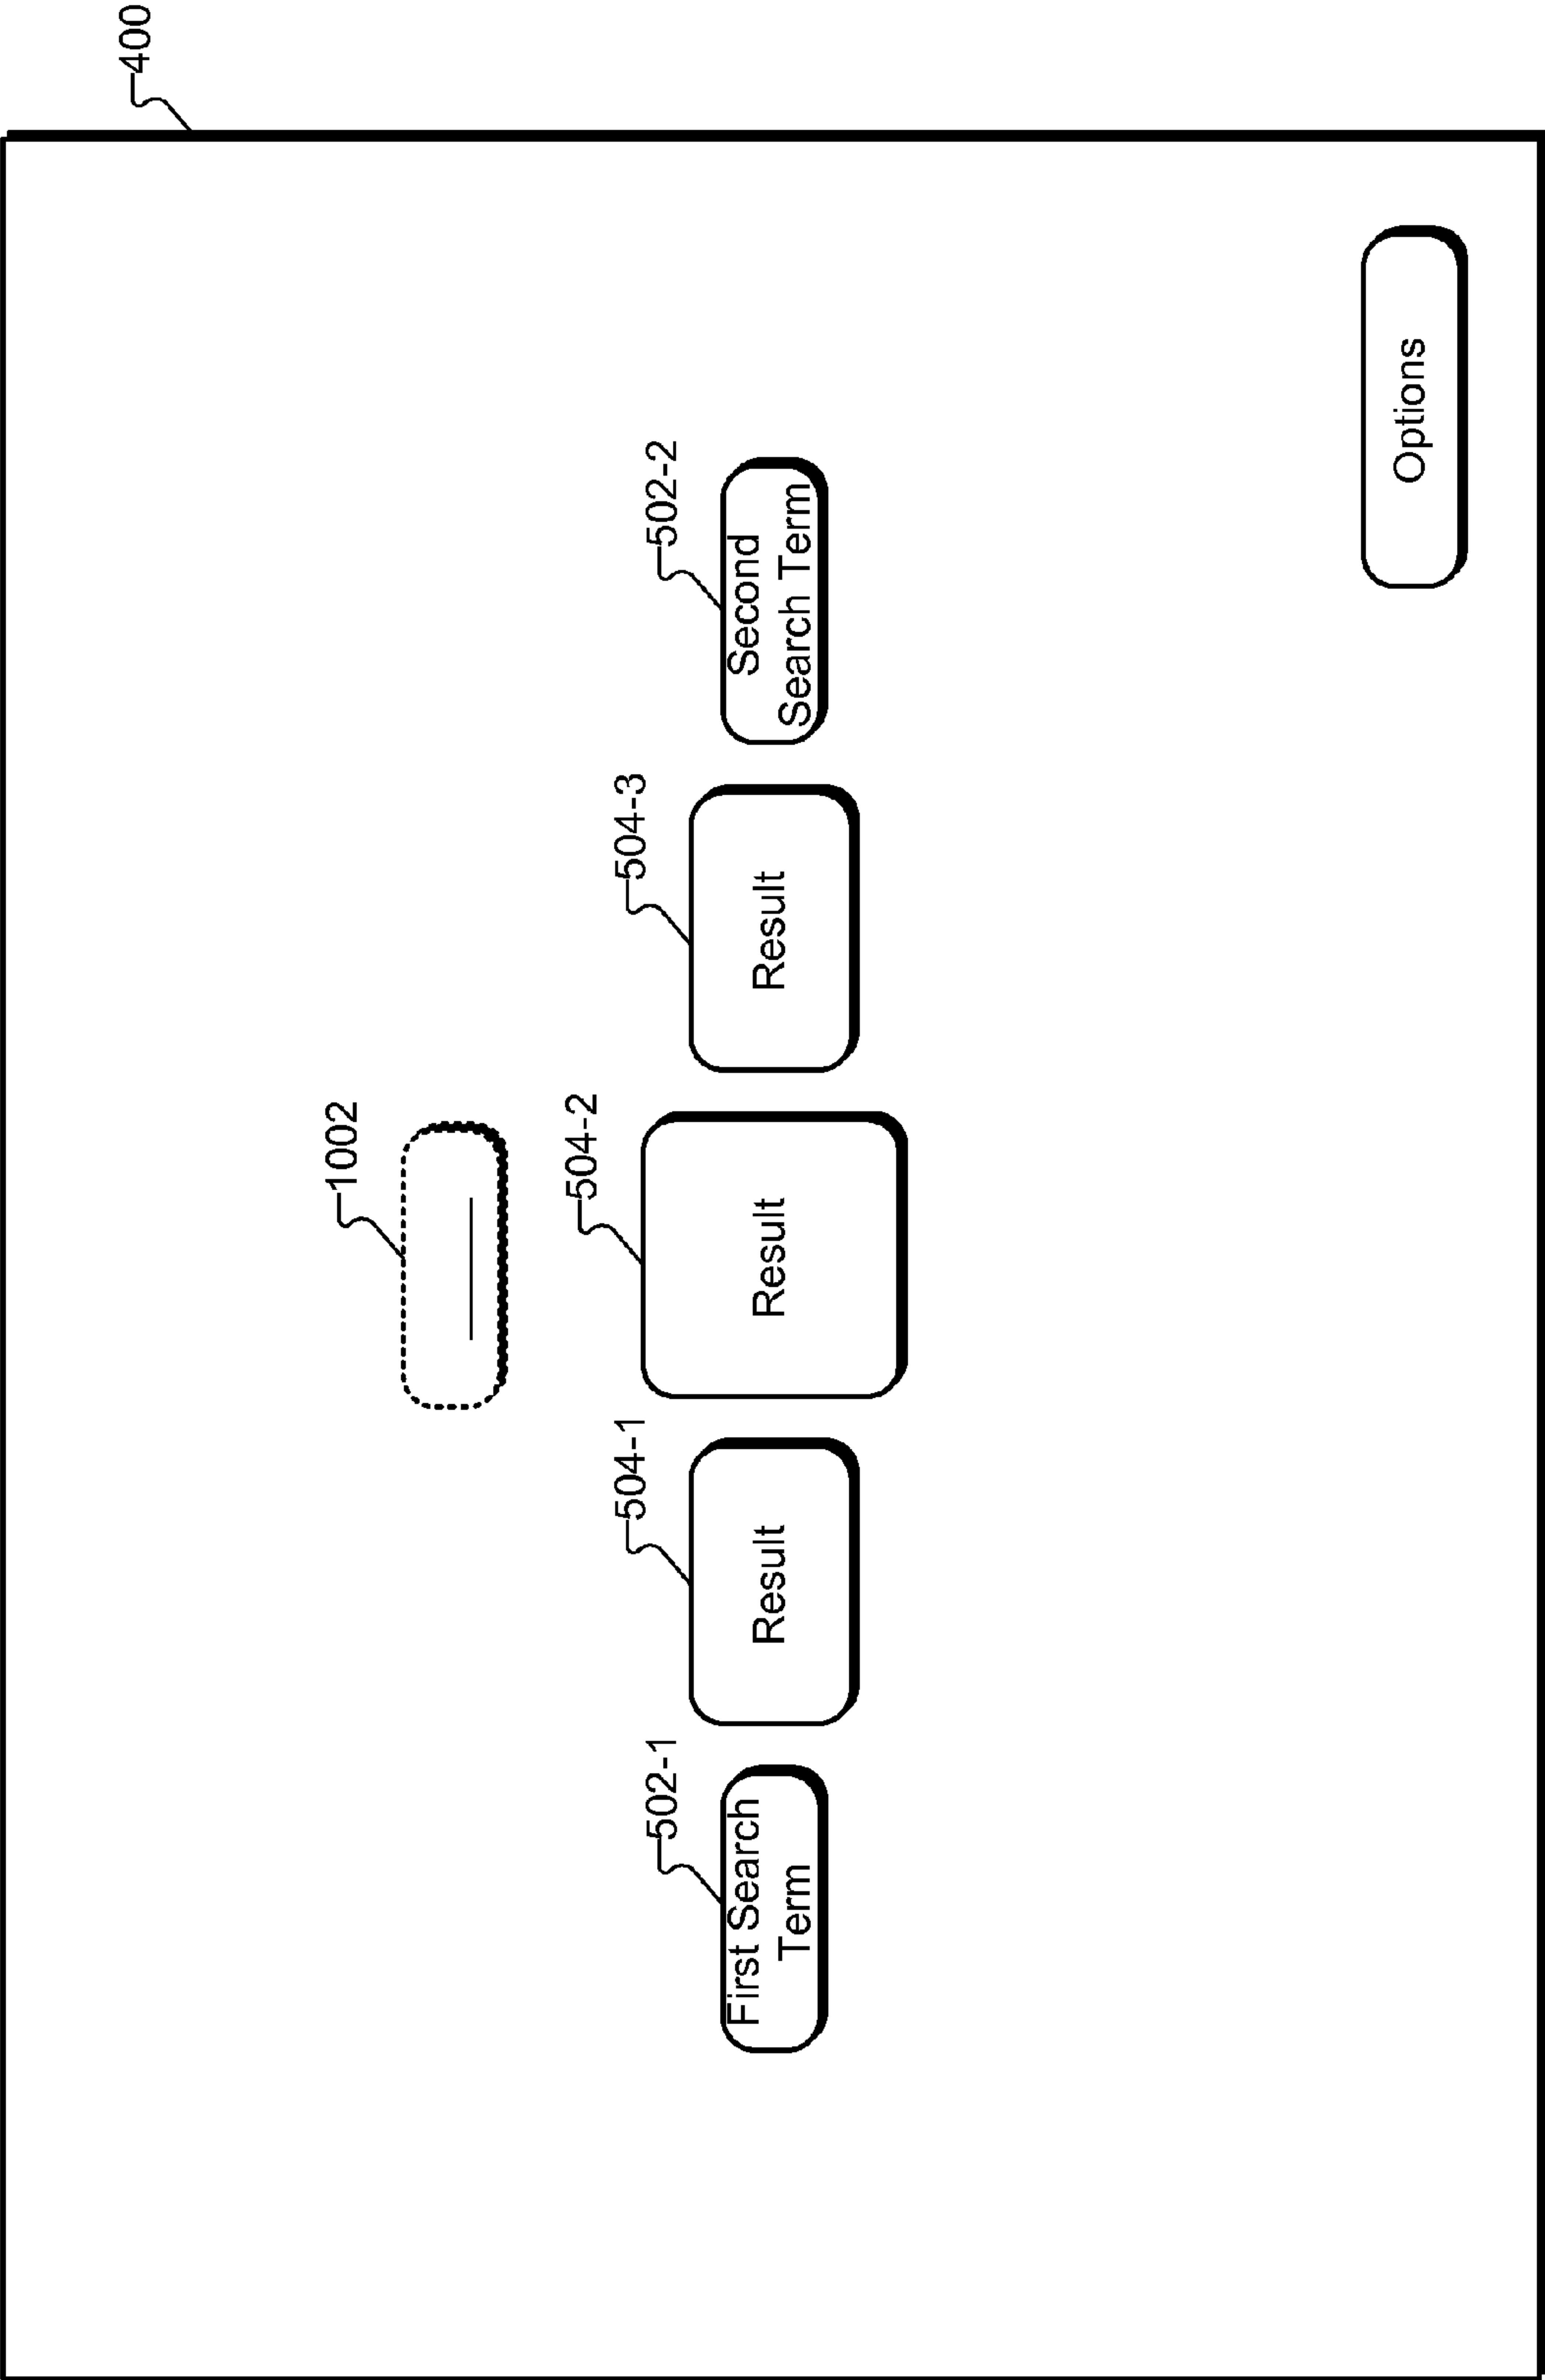 400
1002
504-2
504-1
504-3
502-1
502-2
First Search
Term
Result
Result
Result
Second
Search Term
Options